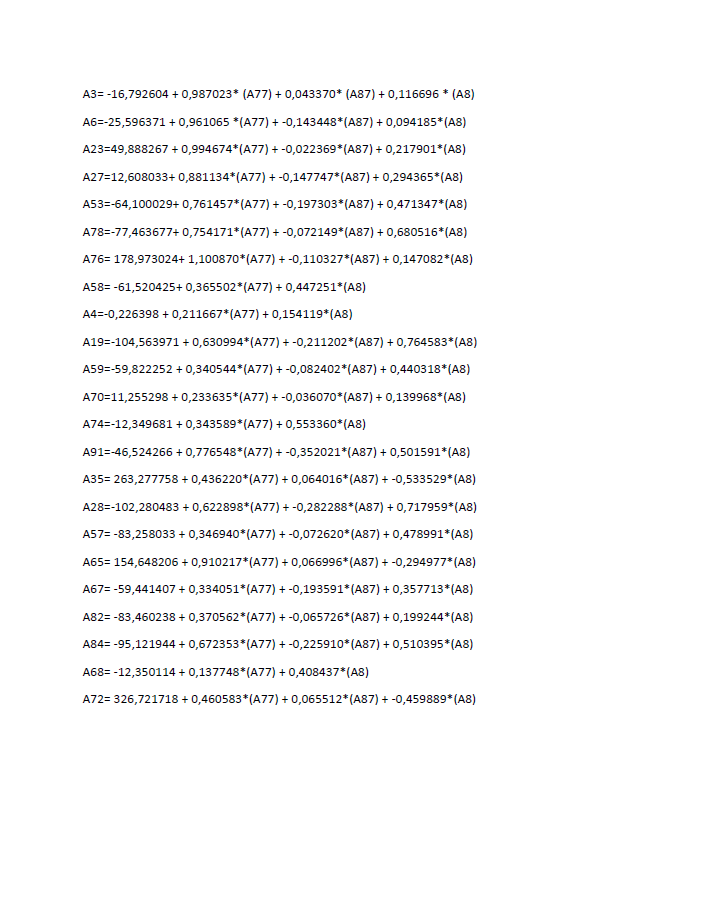 A3= -16,792604 + 0,987023* (A77) + 0,043370* (A87) + 0,116696 * (A8)
A6=-25,596371 + 0,961065 *(A77) + -0,143448*(A87) + 0,094185*(A8)
A23=49,888267 + 0,994674*(A77) + -0,022369*(A87) + 0,217901*(A8)
A27=12,608033+ 0,881134*(A77) + -0,147747*(A87) + 0,294365*(A8)
A53=-64,100029+ 0,761457*(A77) + -0,197303*(A87) + 0,471347*(A8)
A78=-77,463677+ 0,754171*(A77) + -0,072149*(A87) + 0,680516*(A8)
A76= 178,973024+ 1,100870*(A77) + -0,110327*(A87) + 0,147082*(A8)
A58= -61,520425+ 0,365502*(A77) + 0,447251*(A8)
A4=-0,226398 + 0,211667*(A77) + 0,154119*(A8)
A19=-104,563971 + 0,630994*(A77) + -0,211202*(A87) + 0,764583*(A8)
A59=-59,822252 + 0,340544*(A77) + -0,082402*(A87) + 0,440318*(A8)
A70=11,255298 + 0,233635*(A77) + -0,036070*(A87) + 0,139968*(A8)
A74=-12,349681 + 0,343589*(A77) + 0,553360*(A8)
A91=-46,524266 + 0,776548*(A77) + -0,352021*(A87) + 0,501591*(A8)
A35= 263,277758 + 0,436220*(A77) + 0,064016*(A87) + -0,533529*(A8)
A28=-102,280483 + 0,622898*(A77) + -0,282288*(A87) + 0,717959*(A8)
A57= -83,258033 + 0,346940*(A77) + -0,072620*(A87) + 0,478991*(A8)
A65= 154,648206 + 0,910217*(A77) + 0,066996*(A87) + -0,294977*(A8)
A67= -59,441407 + 0,334051*(A77) + -0,193591*(A87) + 0,357713*(A8)
A82= -83,460238 + 0,370562*(A77) + -0,065726*(A87) + 0,199244*(A8)
A84= -95,121944 + 0,672353*(A77) + -0,225910*(A87) + 0,510395*(A8)
A68= -12,350114 + 0,137748*(A77) + 0,408437*(A8)
A72= 326,721718 + 0,460583*(A77) + 0,065512*(A87) + -0,459889*(A8)